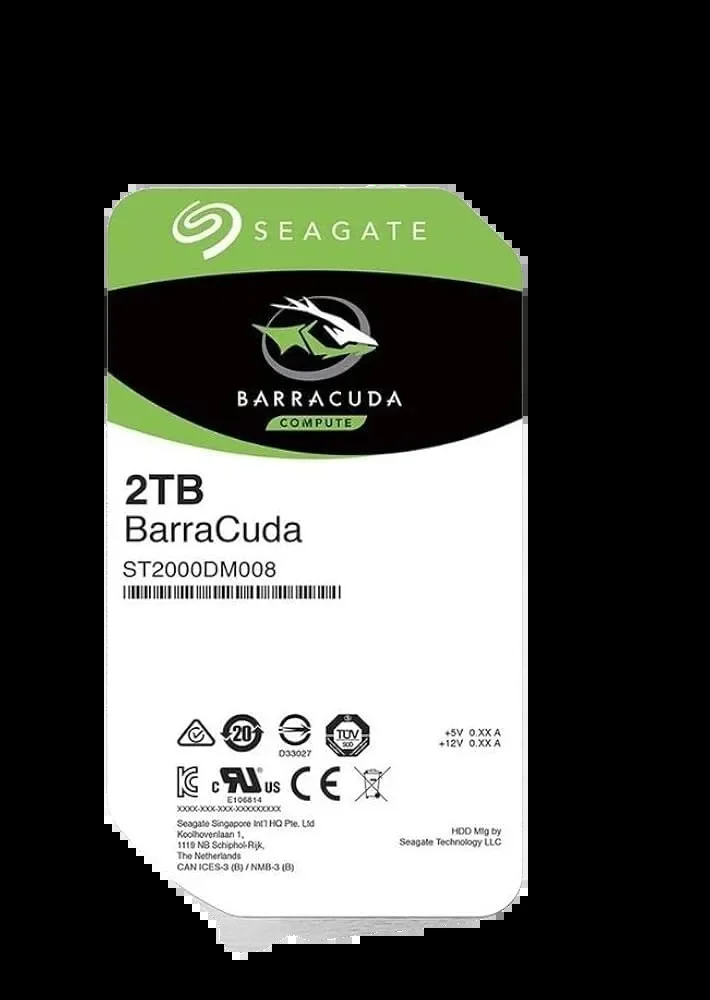 SEAGATE
BARRACUDA
COMPUTE
2TB
BarraCuda
ST2000DM008
20
D33027
TÜV
SÜD
+5V 0.XX A
+12V 0.XX A
c RU US
E106814
CE
XXXX-XXX-XXX-XXXXXXXXX
Seagate Singapore Int'l HQ Pte. Ltd
Koolhovenlaan 1,
1119 NB Schiphol-Rijk,
The Netherlands
CAN ICES-3 (B) / NMB-3 (B)
HDD Mfg by
Seagate Technology LLC